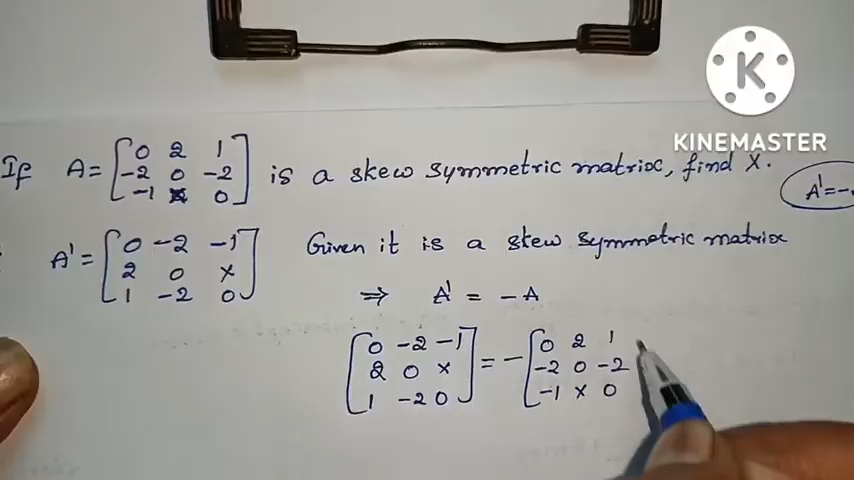 KINEMASTER
If A = [0 2 1
-2 0 -2
-1 x 0] is a skew symmetric matrix, find X.
A' = -
A' = [0 -2 -1
2 0 x
1 -2 0]
Given it is a skew symmetric matrix
⇒ A' = -A
[0 -2 -1
2 0 x
1 -2 0] = - [0 2 1
-2 0 -2
-1 x 0